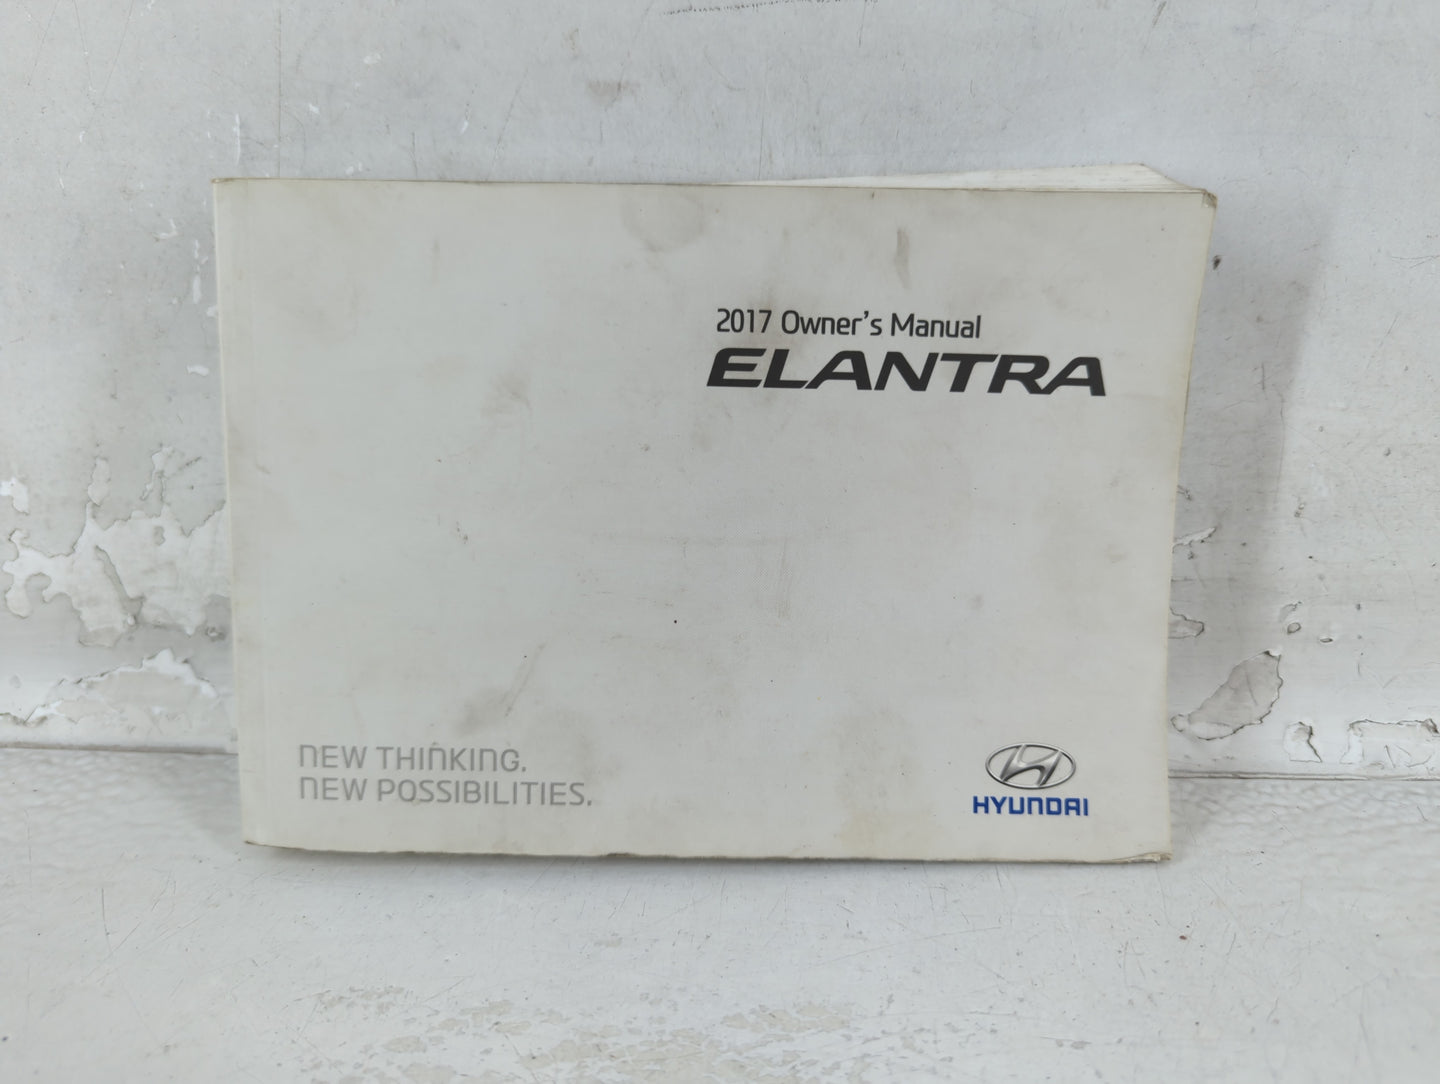 2017 Owner's Manual
ELANTRA
NEW THINKING.
NEW POSSIBILITIES.
HYUNDAI